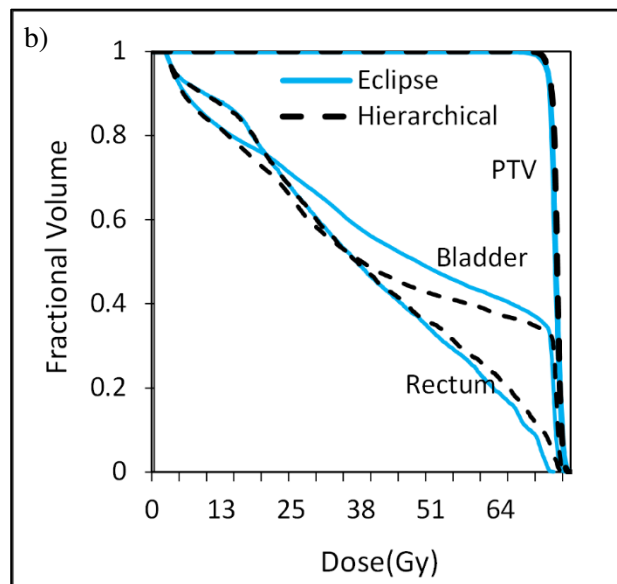 b)
1
Eclipse
Hierarchical
0.8
PTV
0.6
Bladder
0.4
Rectum
0.2
0
0 13 25 38 51 64
Fractional Volume
Dose(Gy)